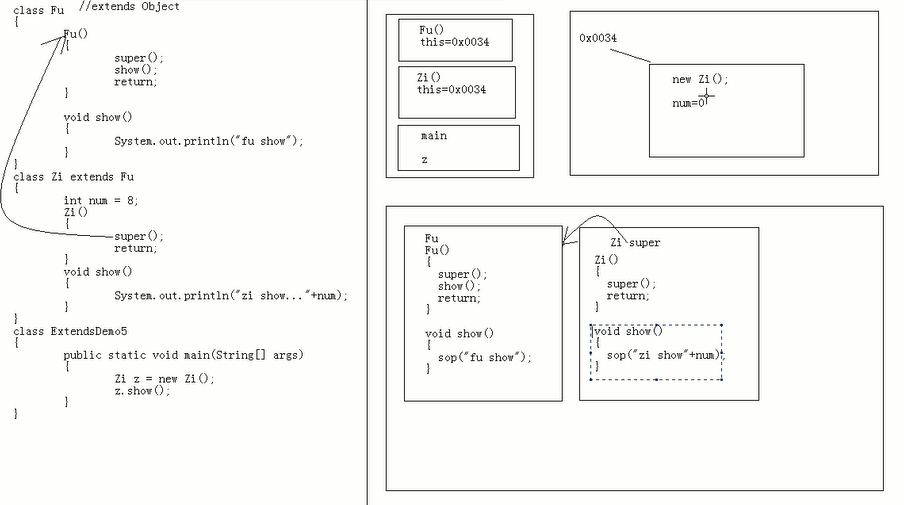 class Fu //extends Object
{
Fu()
{
super();
show();
return;
}
void show()
{
System.out.println("fu show");
}
}
class Zi extends Fu
{
int num = 8;
Zi()
{
super();
return;
}
void show()
{
System.out.println("zi show..."+num);
}
}
class ExtendsDemo5
{
public static void main(String[] args)
{
Zi z = new Zi();
z.show();
}
}
Fu()
this=0x0034
Zi()
this=0x0034
main
z
0x0034
new Zi();
num=0
Fu
Fu()
{
super();
show();
return;
}
void show()
{
sop("fu show");
}
Zi super
Zi()
{
super();
return;
}
void show()
{
sop("zi show"+num);
}